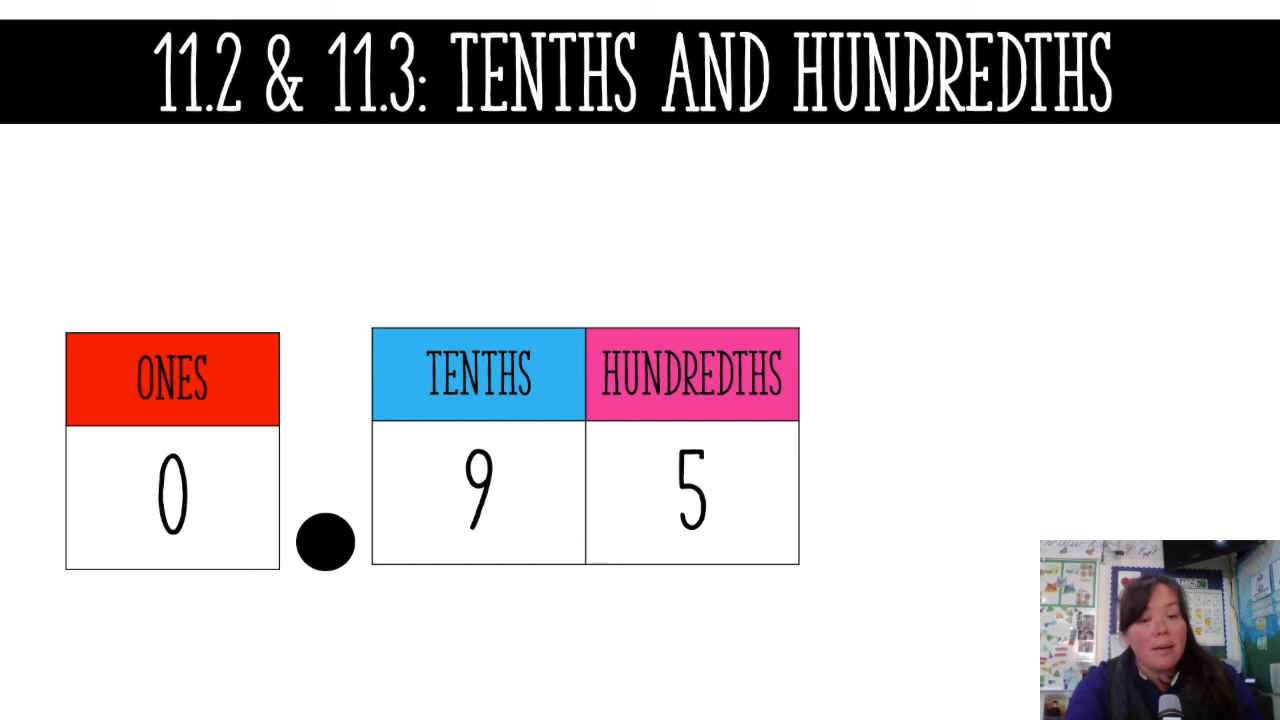 11.2 & 11.3: TENTHS AND HUNDREDTHS
ONES TENTHS HUNDREDTHS
0 . 9 5